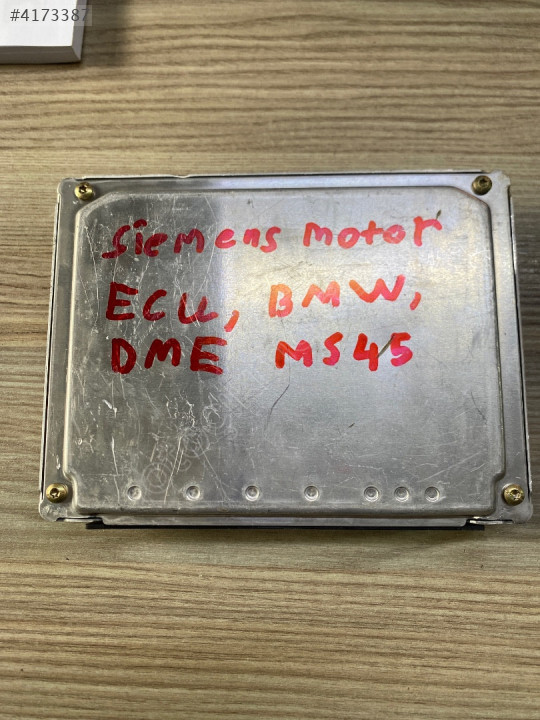 #4173387
Siemens motor
ECU, BMW,
DME MS45